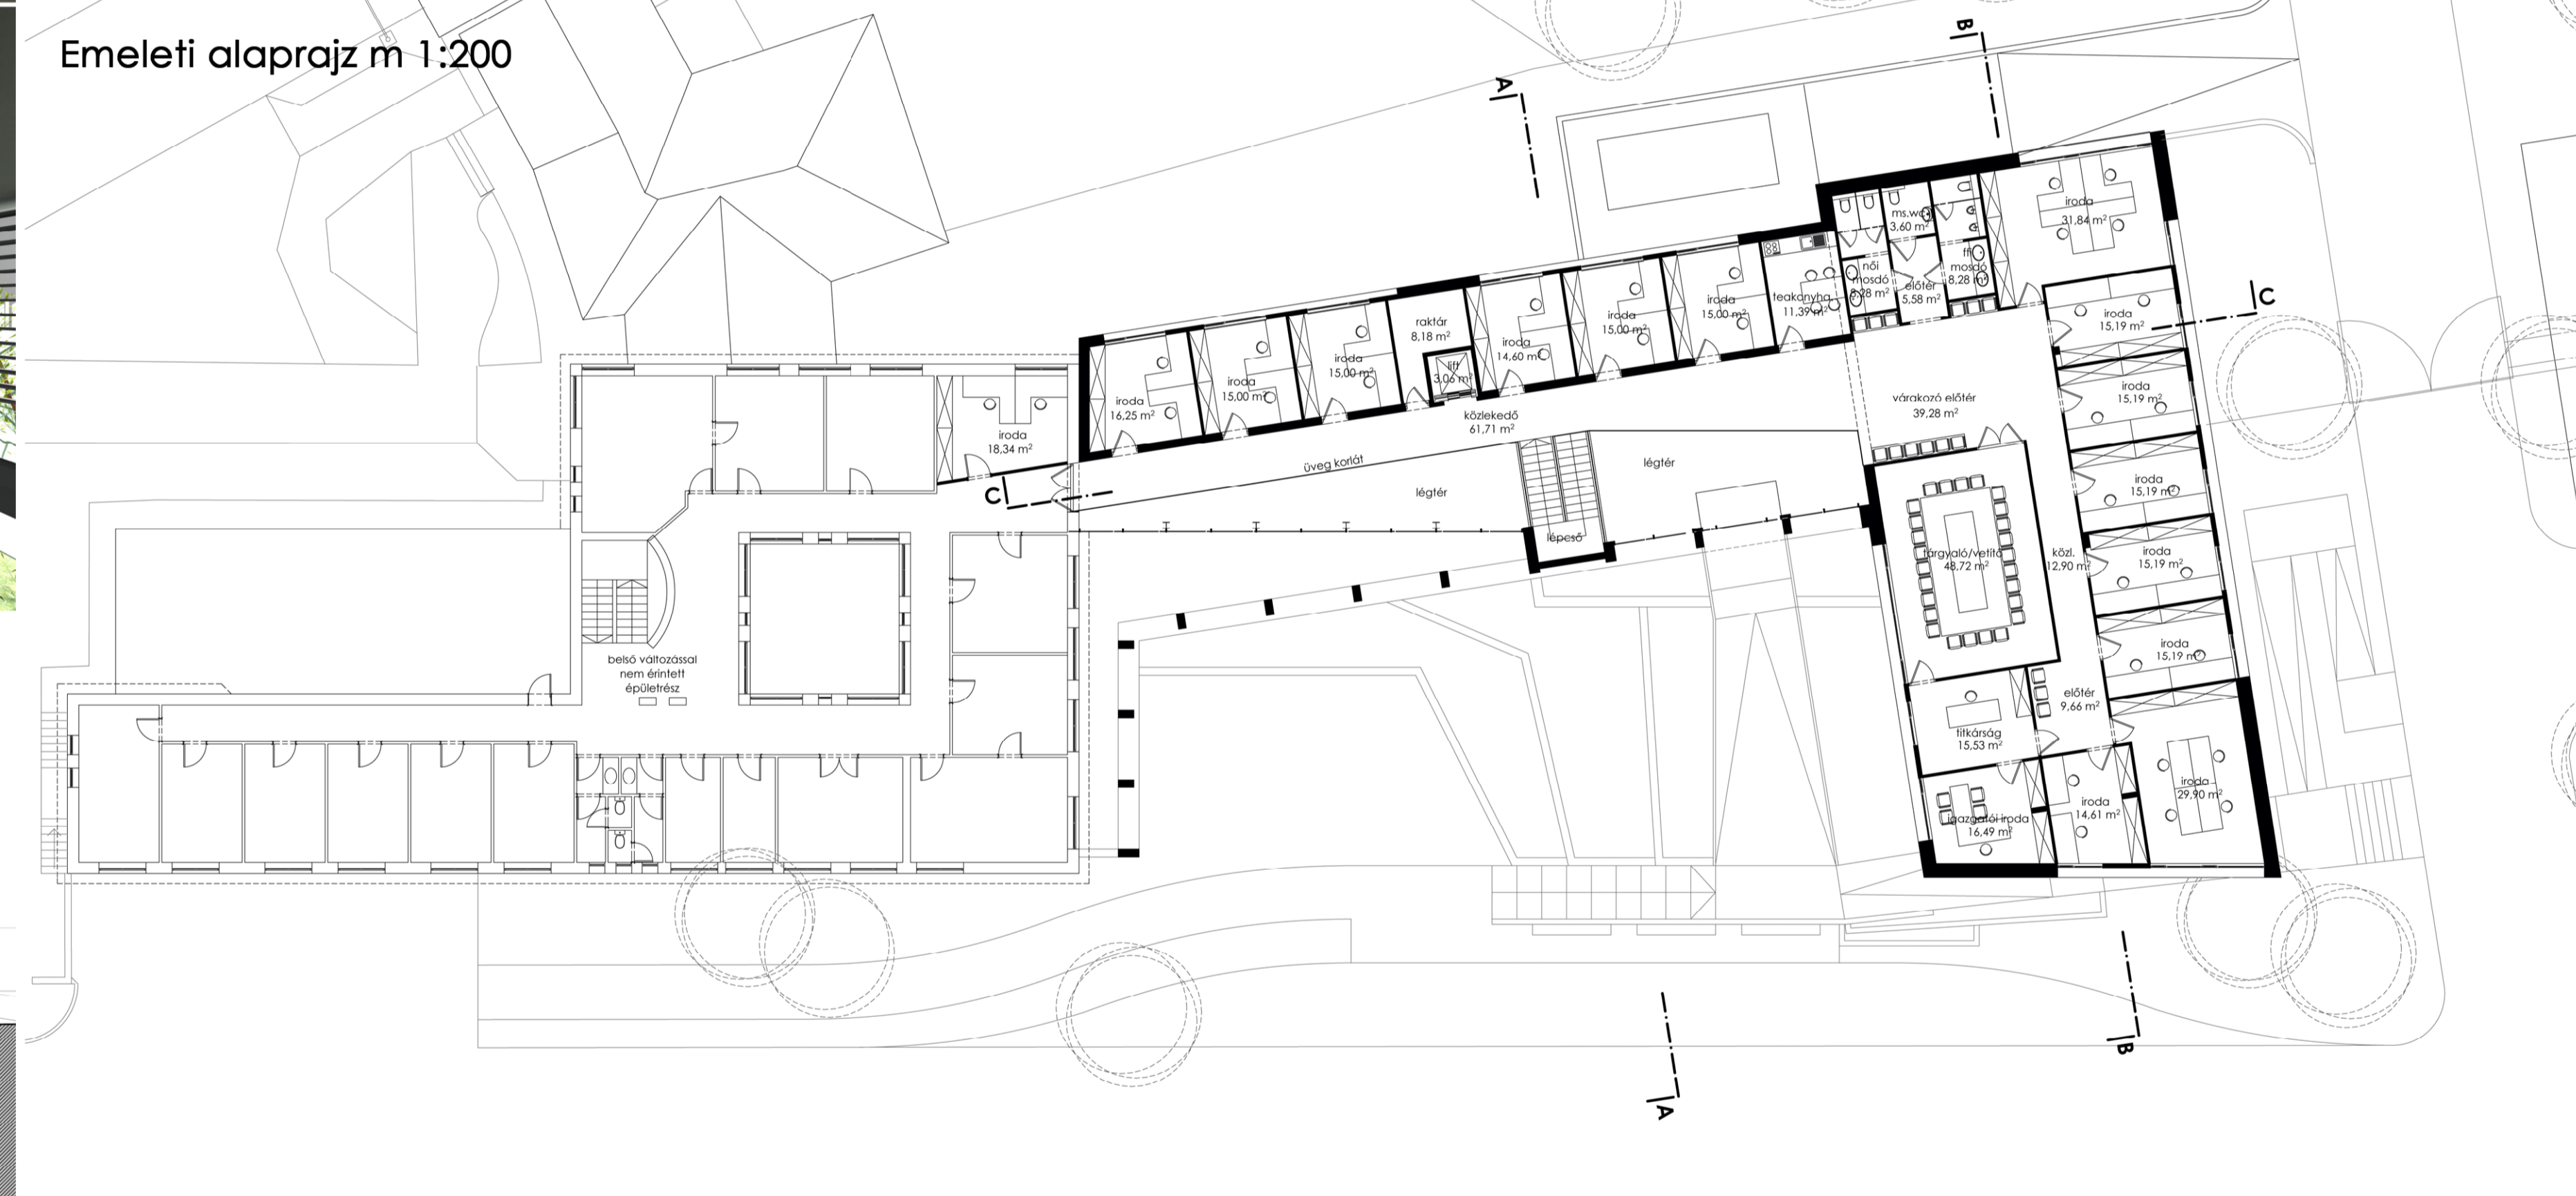 Emeleti alaprajz m 1:200
A
B
iroda
31,84 m²
ms.wc
3,60 m²
női
mosdó
8,28 m²
előtér
5,58 m²
ffi
mosdó
8,28 m²
C
iroda
15,19 m²
teakonyha
11,39 m²
iroda
15,00 m²
iroda
15,00 m²
iroda
14,60 m²
raktár
8,18 m²
lift
3,06 m²
iroda
15,00 m²
iroda
15,00 m²
iroda
16,25 m²
iroda
18,34 m²
közlekedő
61,71 m²
várakozó előtér
39,28 m²
iroda
15,19 m²
üveg korlát
légtér
légtér
C
iroda
15,19 m²
lépcső
tárgyaló/vetítő
48,72 m²
közl.
12,90 m²
iroda
15,19 m²
iroda
15,19 m²
belső változással
nem érintett
épületrész
előtér
9,66 m²
titkárság
15,53 m²
iroda
29,90 m²
iroda
14,61 m²
igazgatói iroda
16,49 m²
B
A